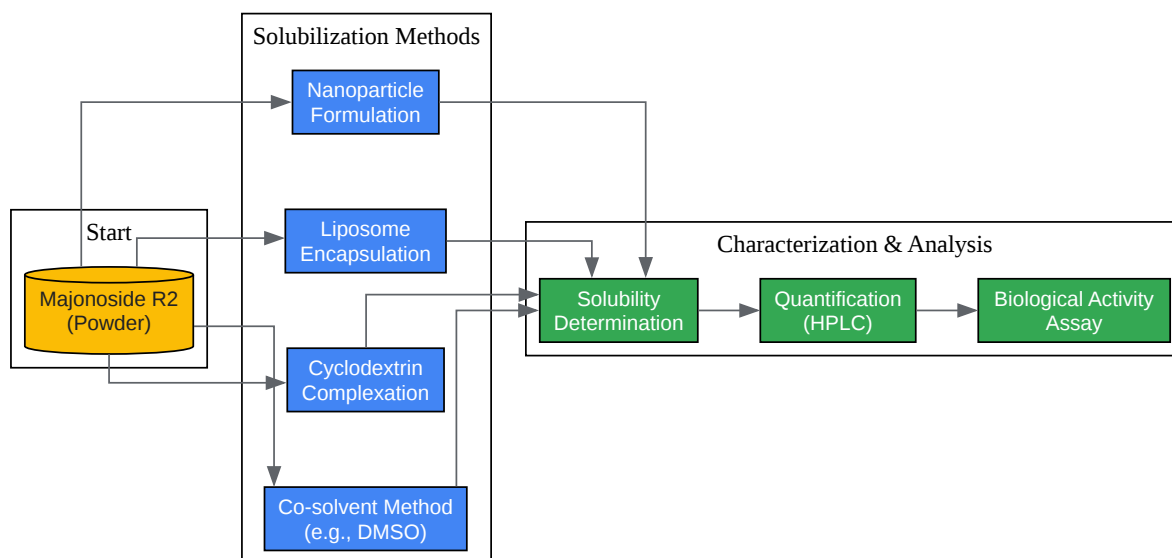 Solubilization Methods
Nanoparticle
Formulation
Liposome
Encapsulation
Start
Majonoside R2
(Powder)
Cyclodextrin
Complexation
Co-solvent Method
(e.g., DMSO)
Characterization & Analysis
Solubility
Determination
Quantification
(HPLC)
Biological Activity
Assay